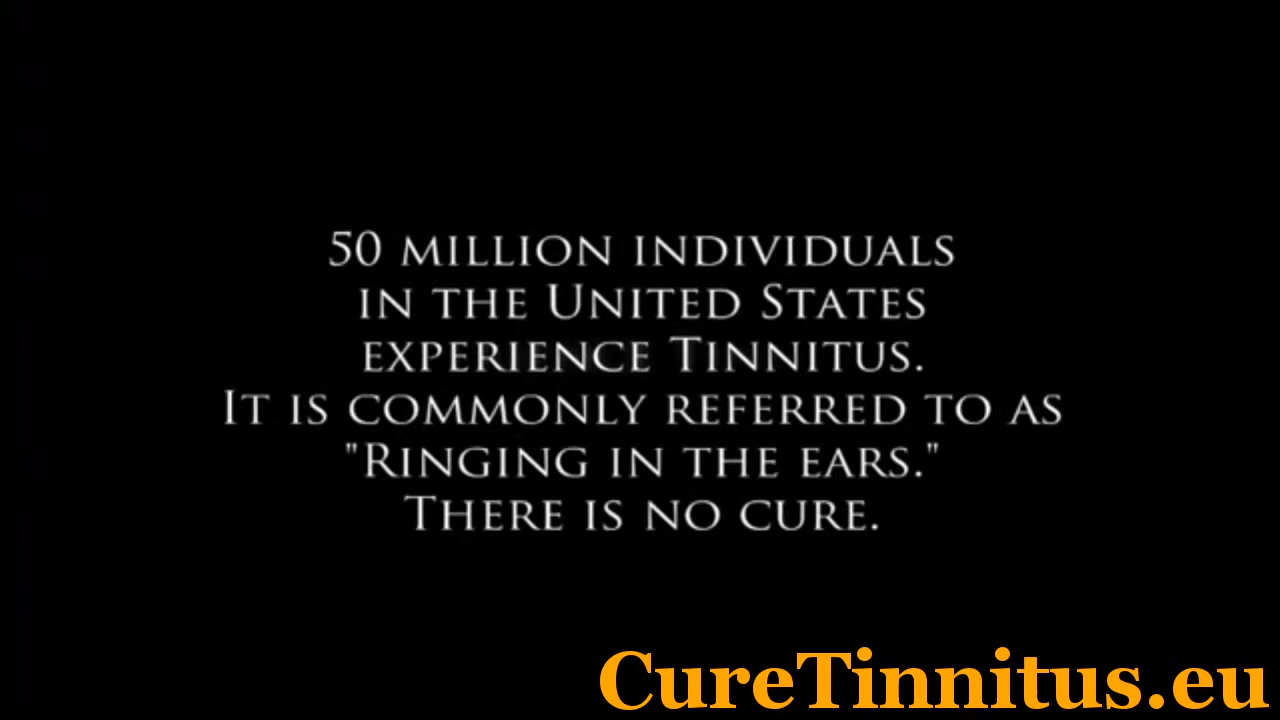 50 MILLION INDIVIDUALS
IN THE UNITED STATES
EXPERIENCE TINNITUS.
IT IS COMMONLY REFERRED TO AS
"RINGING IN THE EARS."
THERE IS NO CURE.
CureTinnitus.eu